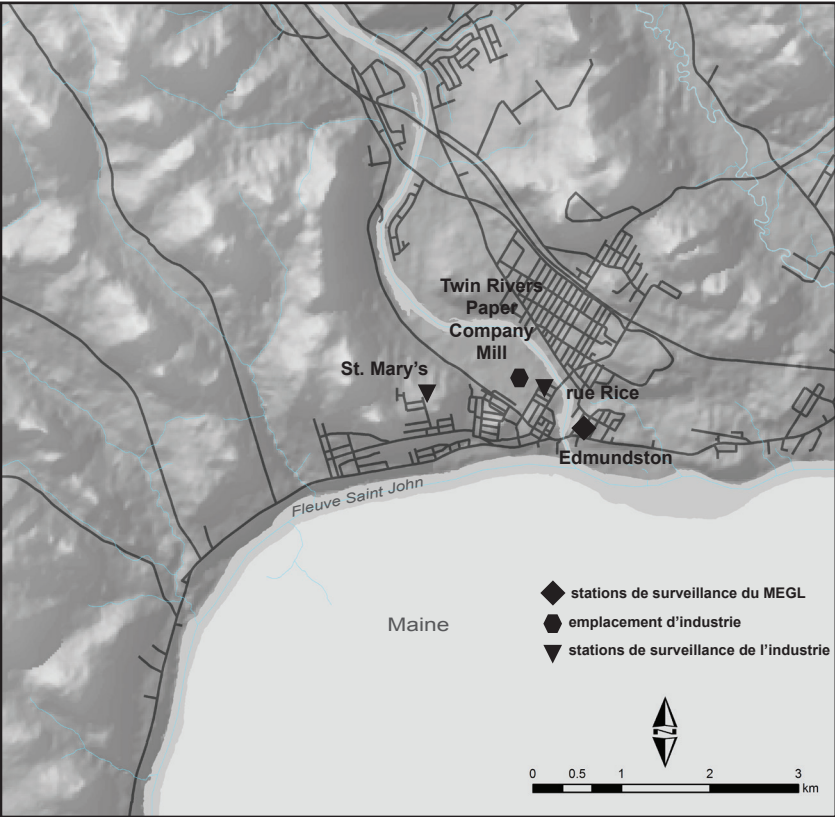 Twin Rivers
Paper
Company
Mill
St. Mary's
rue Rice
Edmundston
Fleuve Saint John
stations de surveillance du MEGL
emplacement d'industrie
Maine
stations de surveillance de l'industrie
N
0 0.5 1 2 3
km